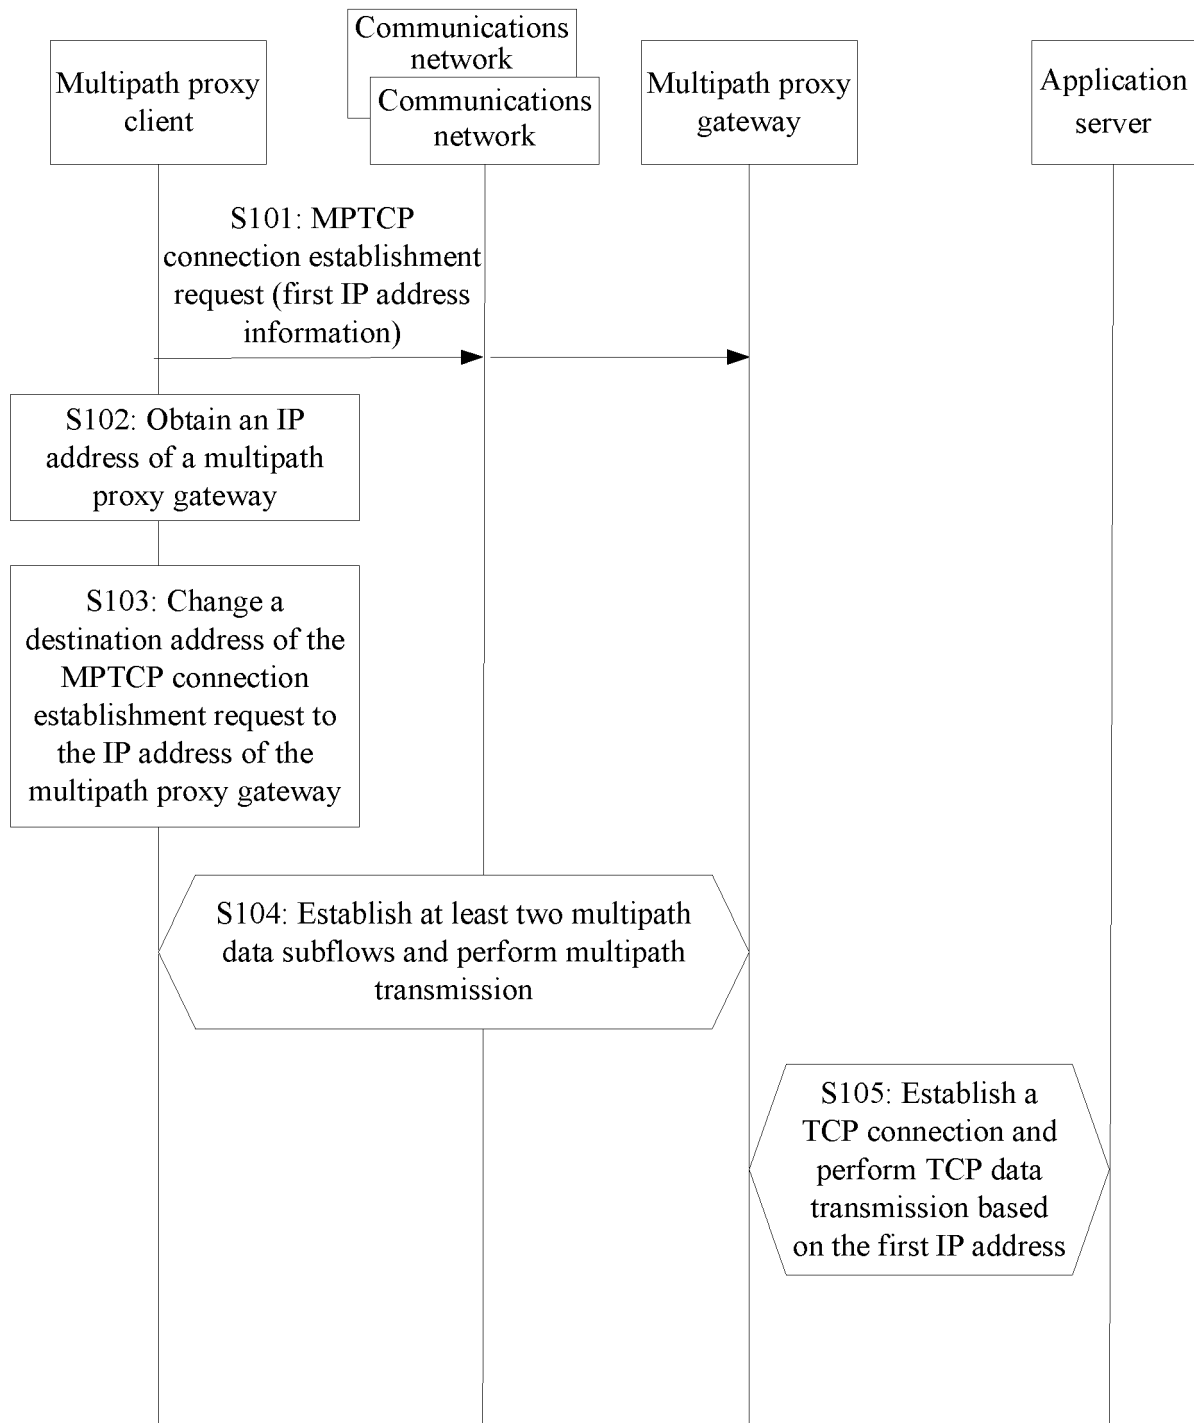 Multipath proxy
client
Communications
network
Communications
network
Multipath proxy
gateway
Application
server
S101: MPTCP
connection establishment
request (first IP address
information)
S102: Obtain an IP
address of a multipath
proxy gateway
S103: Change a
destination address of the
MPTCP connection
establishment request to
the IP address of the
multipath proxy gateway
S104: Establish at least two multipath
data subflows and perform multipath
transmission
S105: Establish a
TCP connection and
perform TCP data
transmission based
on the first IP address